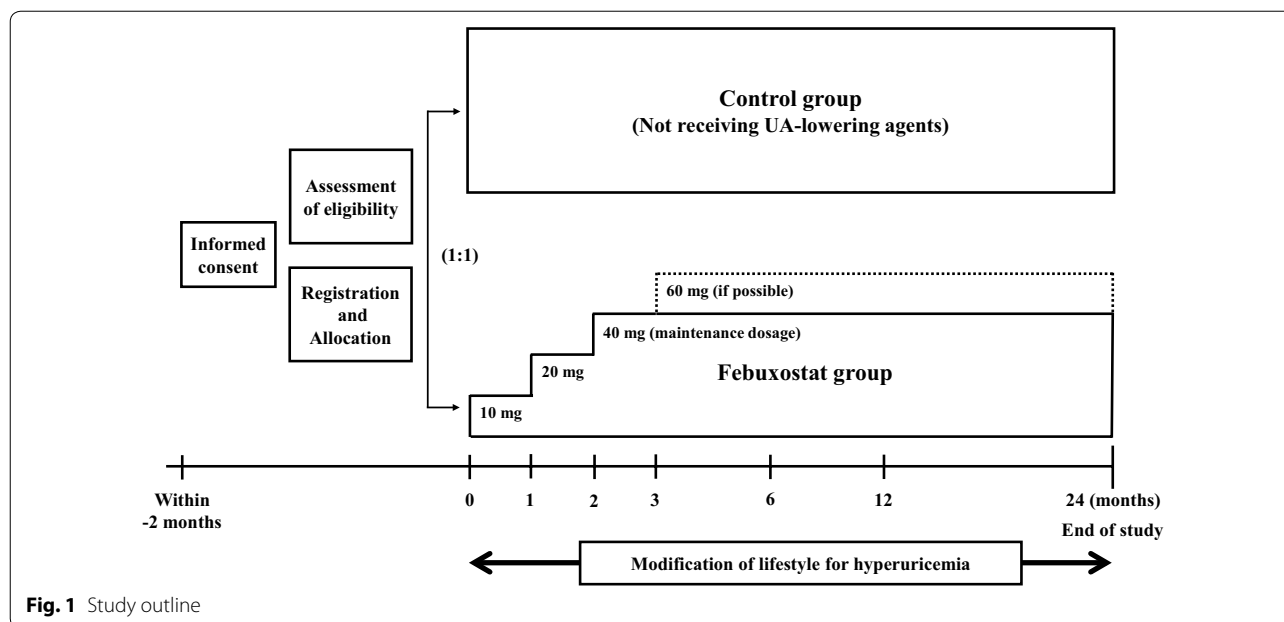 Control group
(Not receiving UA-lowering agents)
Assessment
of eligibility
Informed
consent
(1:1)
Registration
and
Allocation
60 mg (if possible)
40 mg (maintenance dosage)
20 mg
Febuxostat group
10 mg
Within
-2 months
0
1
2
3
6
12
24 (months)
End of study
Modification of lifestyle for hyperuricemia
Fig. 1 Study outline